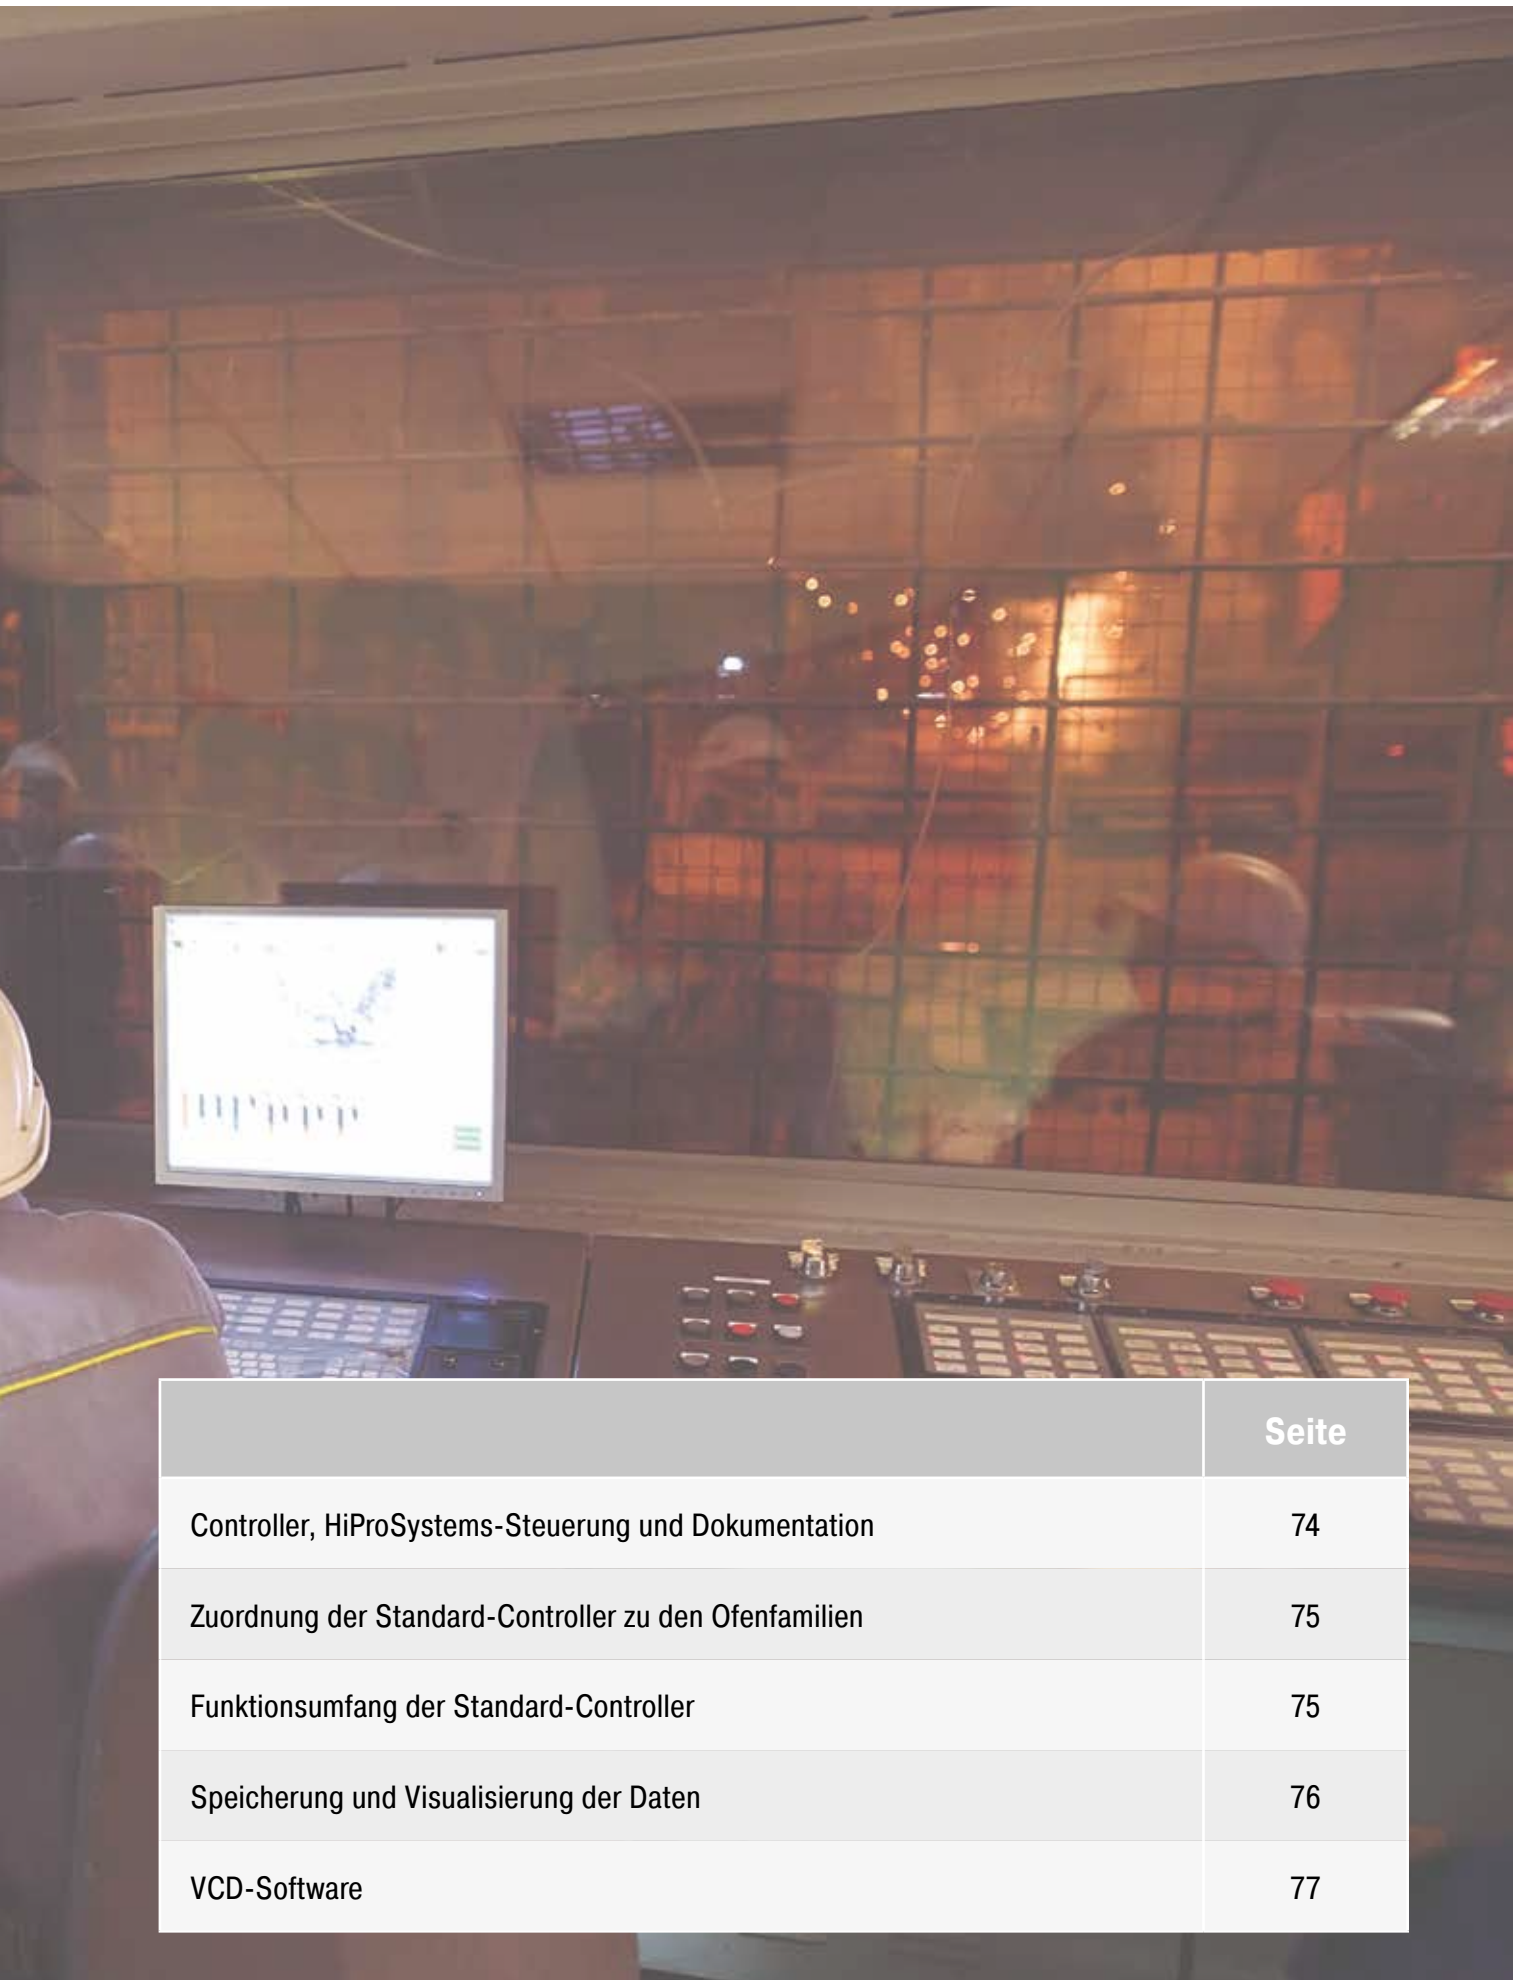 Seite
Controller, HiProSystems-Steuerung und Dokumentation 74
Zuordnung der Standard-Controller zu den Ofenfamilien 75
Funktionsumfang der Standard-Controller 75
Speicherung und Visualisierung der Daten 76
VCD-Software 77